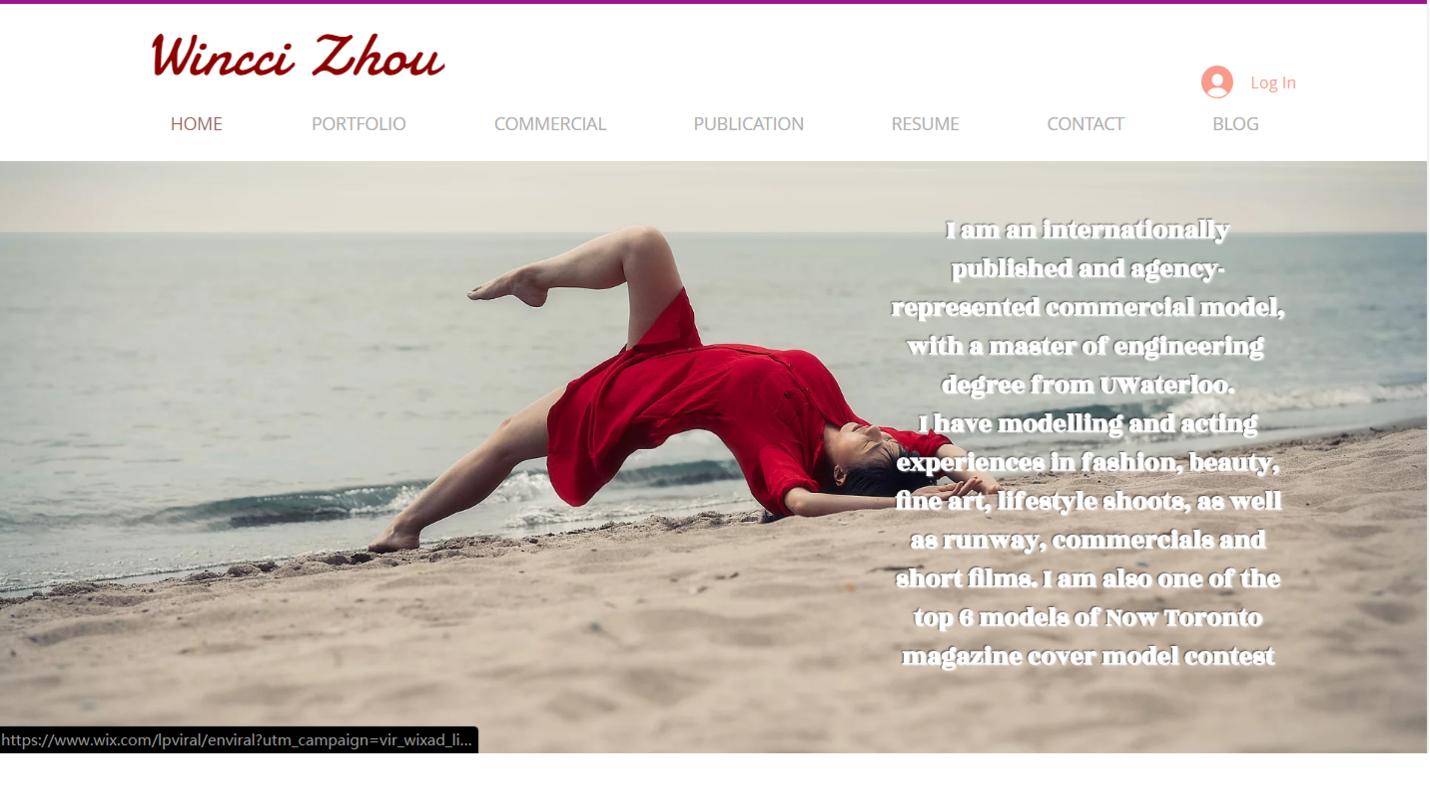 Wincci Zhou
Log In
HOME PORTFOLIO COMMERCIAL PUBLICATION RESUME CONTACT BLOG
I am an internationally
published and agency-
represented commercial model,
with a master of engineering
degree from UWaterloo.
I have modelling and acting
experiences in fashion, beauty,
fine art, lifestyle shoots, as well
as runway, commercials and
short films. I am also one of the
top 6 models of Now Toronto
magazine cover model contest
https://www.wix.com/lpviral/enviral?utm_campaign=vir_wixad_li...